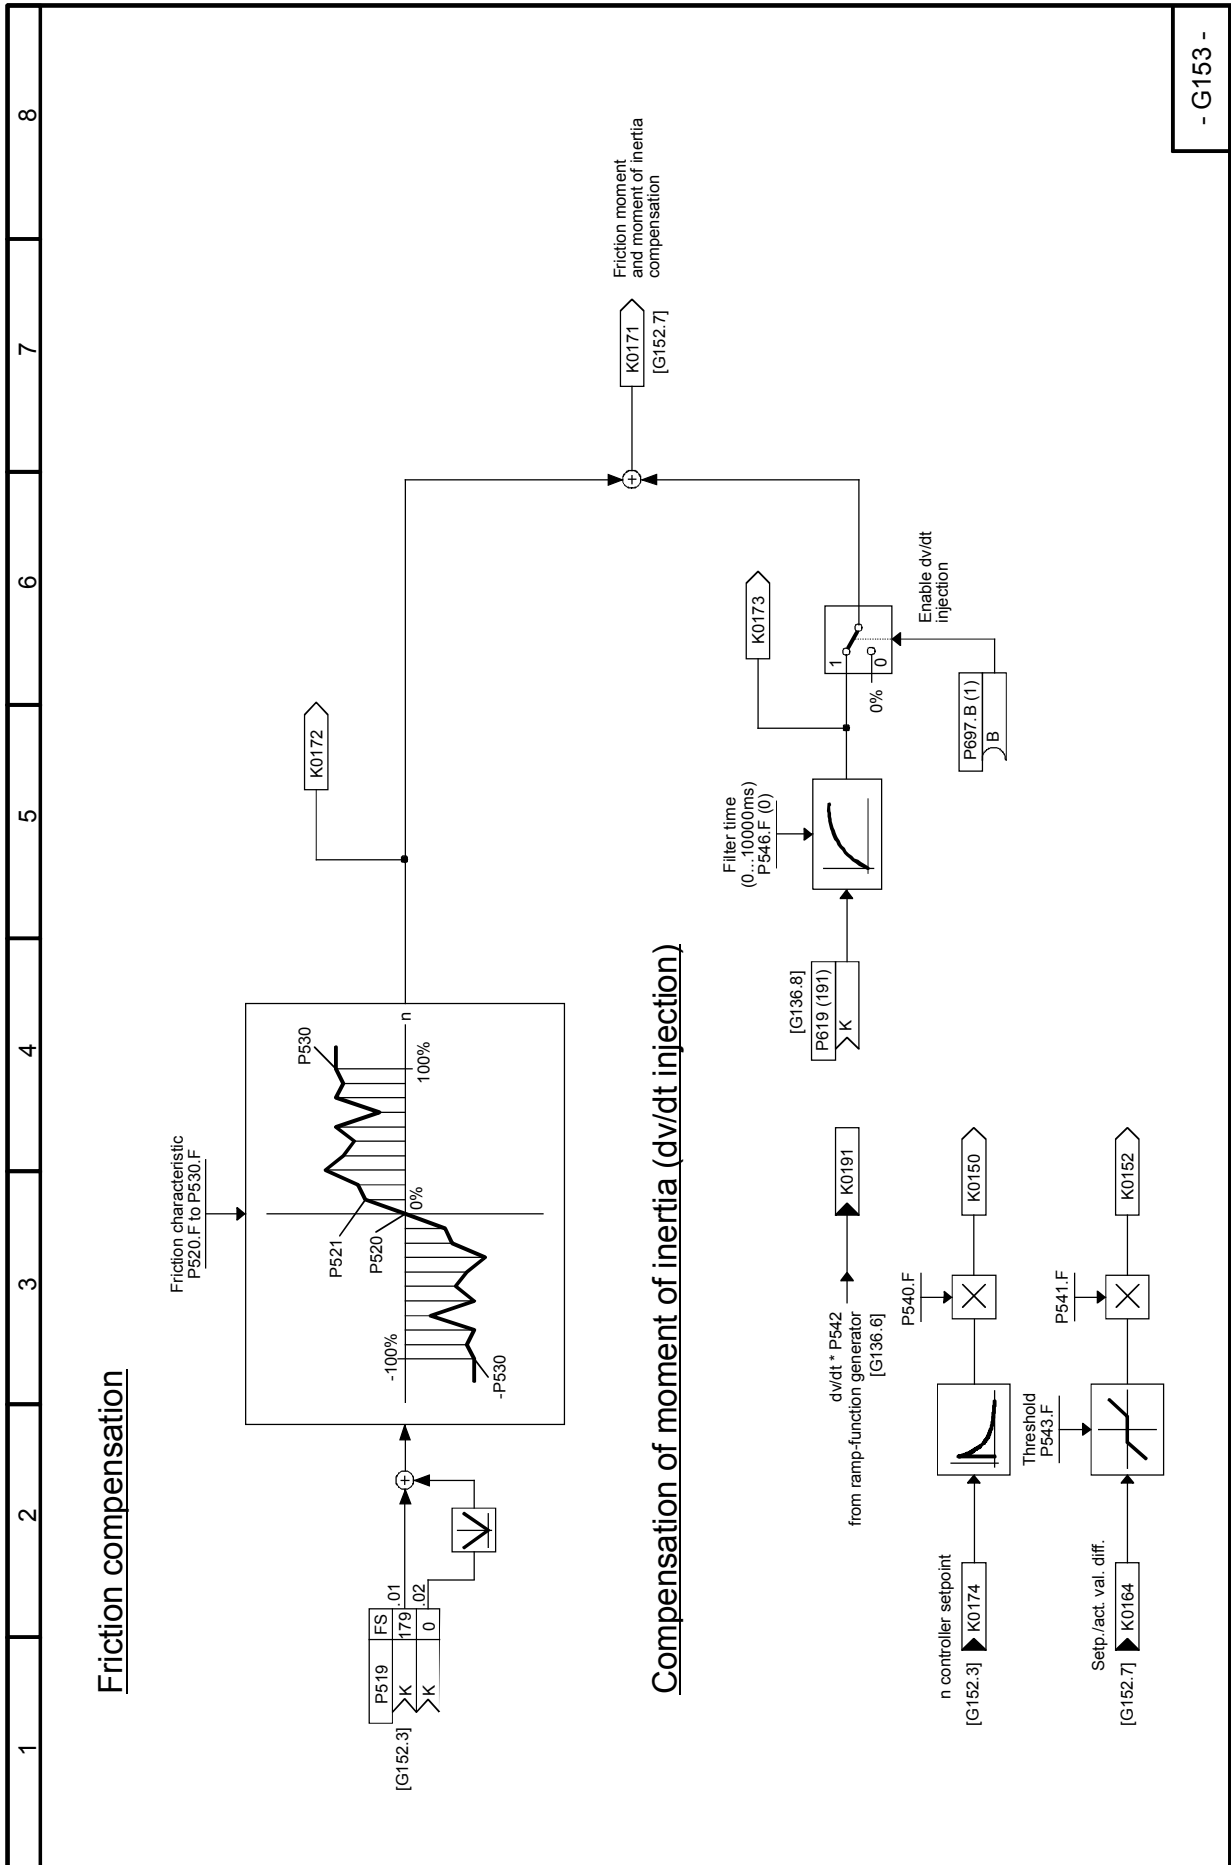 1
2
3
4
5
6
7
8
Friction compensation
Friction characteristic
P520.F to P530.F
P519
FS
K
179
.01
K
0
.02
[G152.3]
-100%
0%
100%
n
P521
P520
P530
-P530
K0172
Friction moment
and moment of inertia
compensation
K0171
[G152.7]
Compensation of moment of inertia (dv/dt injection)
Filter time
(0...10000ms)
P546.F (0)
[G136.8]
P619 (191)
K
K0173
1
0
0%
Enable dv/dt
injection
P697.B (1)
B
dv/dt * P542
from ramp-function generator
[G136.6]
K0191
n controller setpoint
[G152.3]
K0174
P540.F
K0150
Setp./act. val. diff.
[G152.7]
K0164
Threshold
P543.F
P541.F
K0152
- G153 -